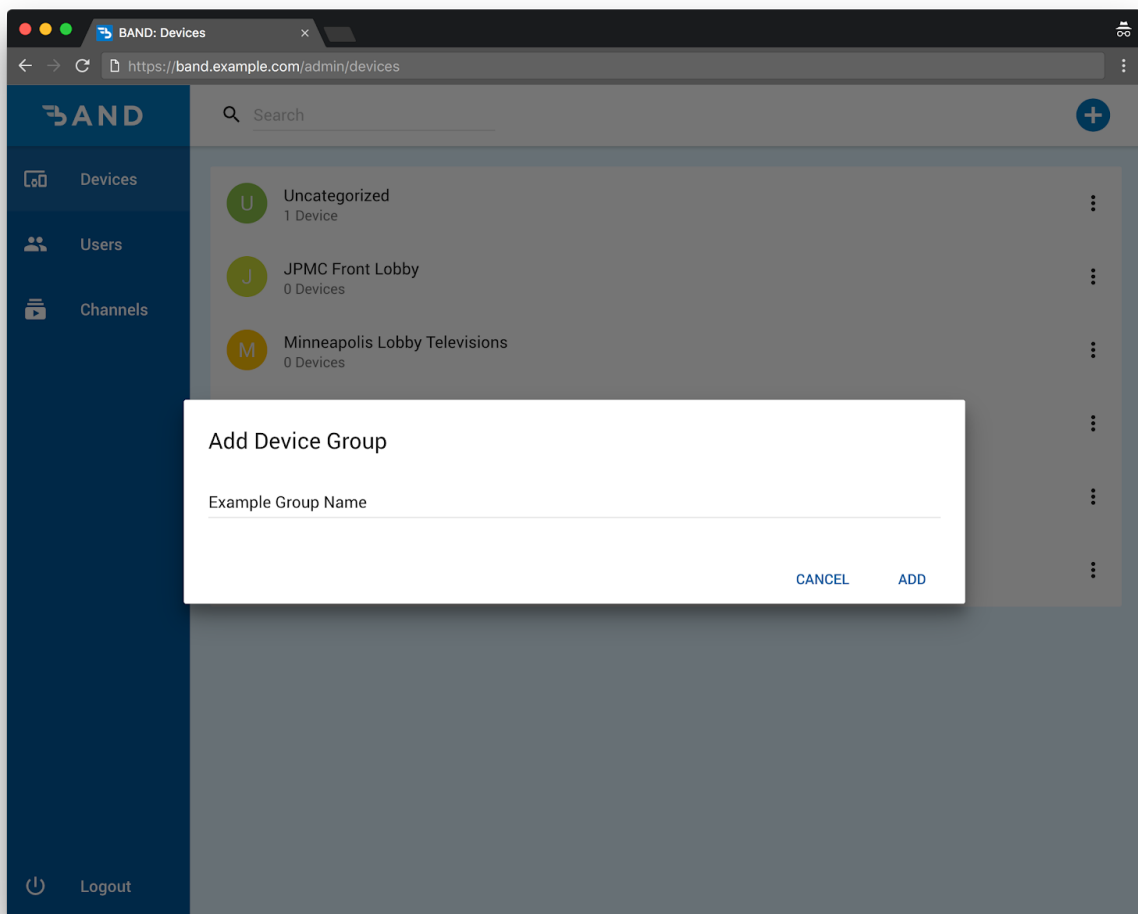 BAND: Devices
https://band.example.com/admin/devices
BAND
Search
Devices
Users
Channels
U
Uncategorized
1 Device
J
JPMC Front Lobby
0 Devices
M
Minneapolis Lobby Televisions
0 Devices
Add Device Group
Example Group Name
CANCEL ADD
Logout